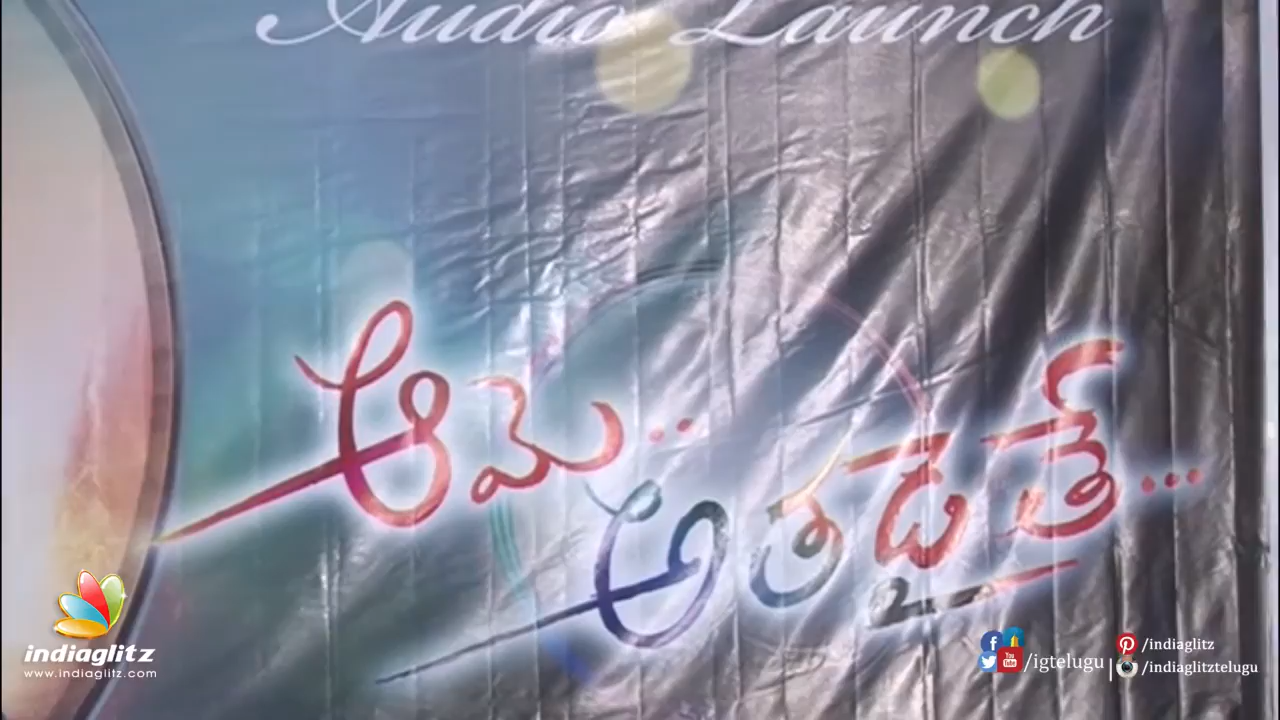 Audio Launch
ఆమె..
అతడైతే...
indiaglitz
www.indiaglitz.com
/igtelugu
/indiaglitz
/indiaglitztelugu